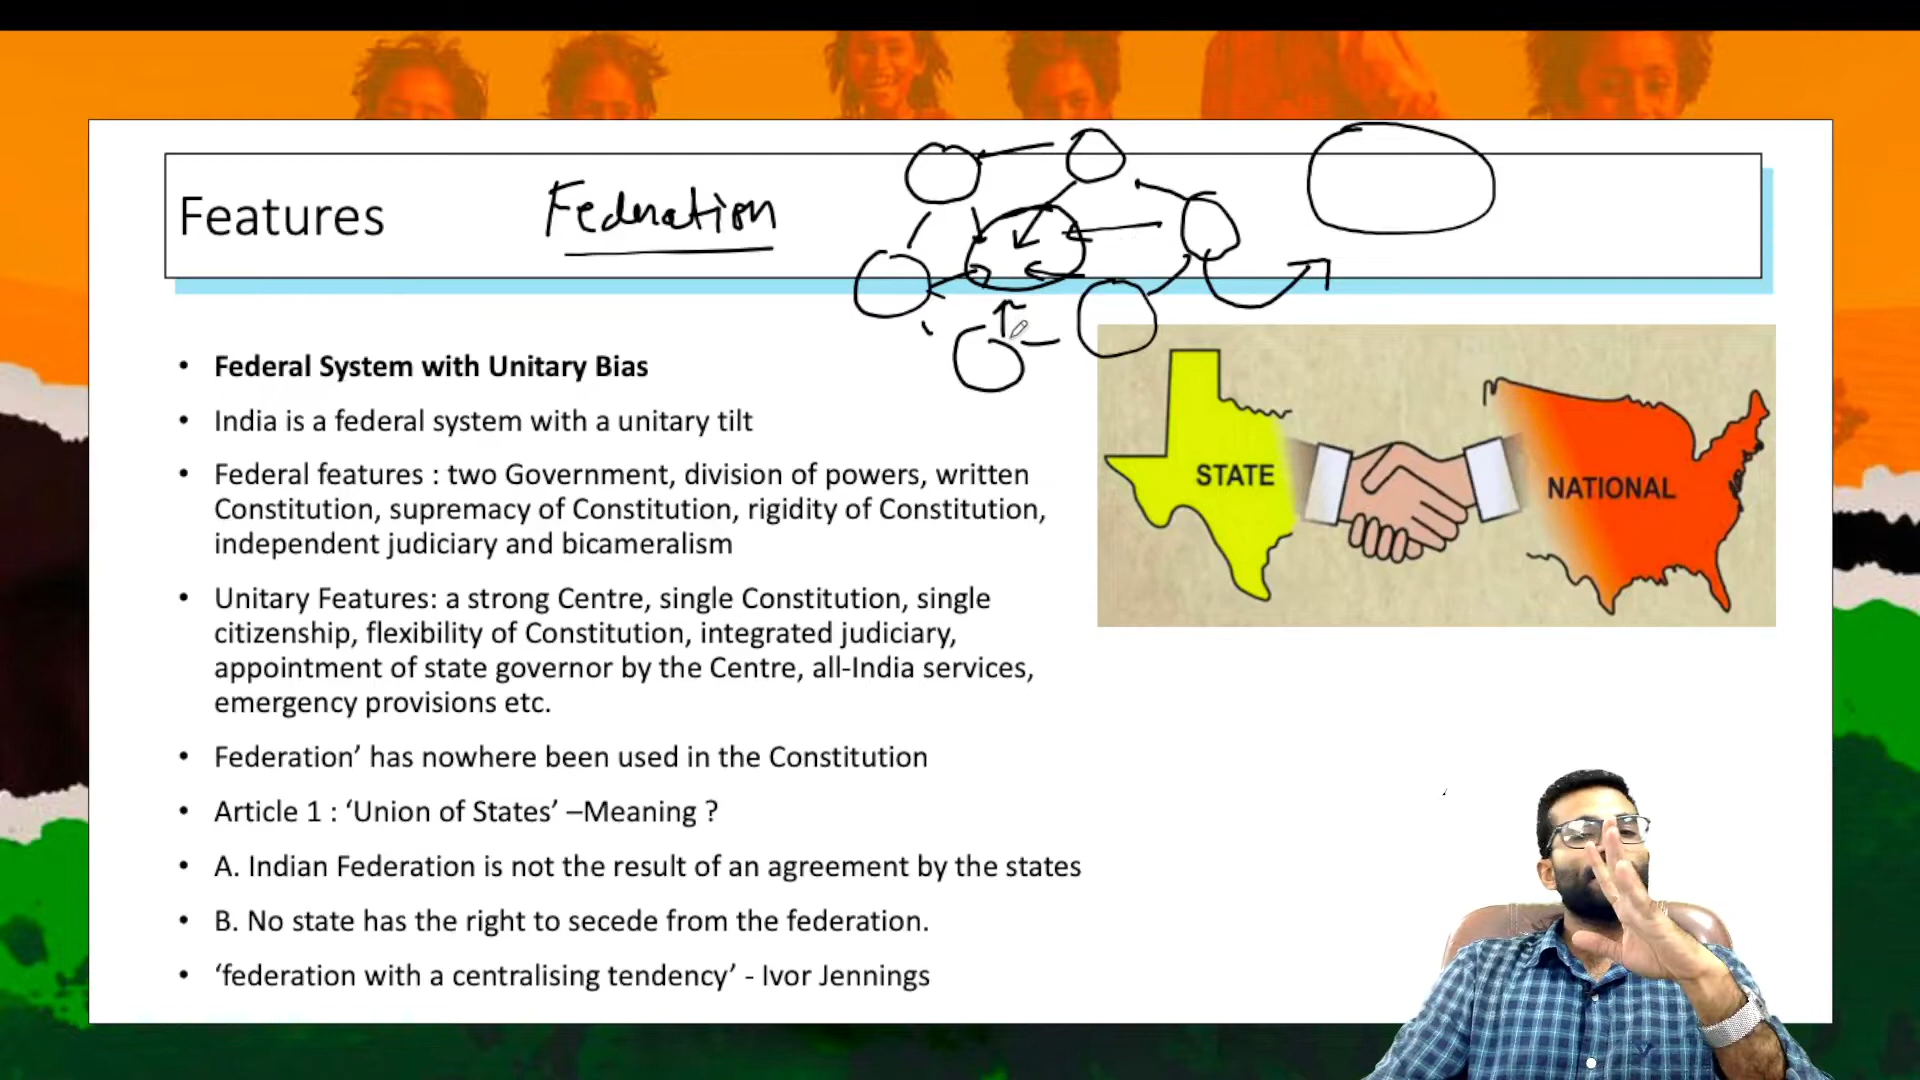 Features
Federation
• Federal System with Unitary Bias
• India is a federal system with a unitary tilt
• Federal features : two Government, division of powers, written
Constitution, supremacy of Constitution, rigidity of Constitution,
independent judiciary and bicameralism
• Unitary Features: a strong Centre, single Constitution, single
citizenship, flexibility of Constitution, integrated judiciary,
appointment of state governor by the Centre, all-India services,
emergency provisions etc.
• Federation’ has nowhere been used in the Constitution
• Article 1 : ‘Union of States’ –Meaning ?
• A. Indian Federation is not the result of an agreement by the states
• B. No state has the right to secede from the federation.
• ‘federation with a centralising tendency’ - Ivor Jennings
STATE
NATIONAL